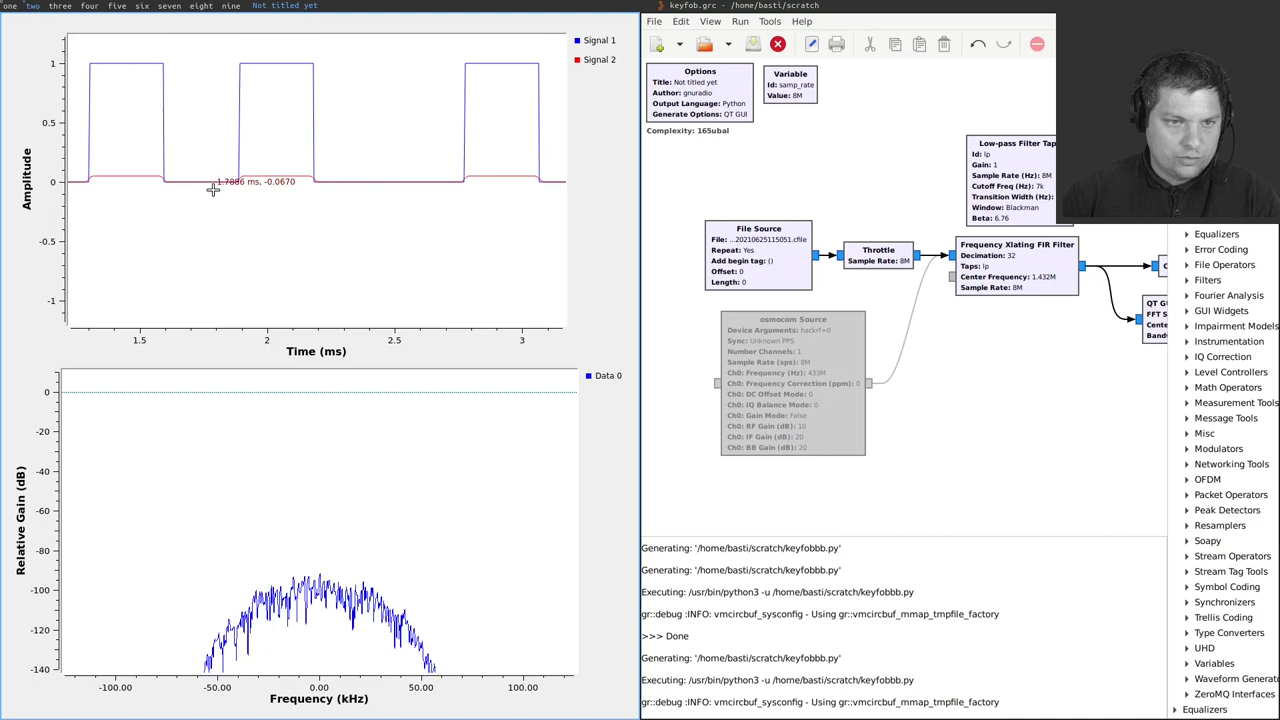 one two three four five six seven eight nine Not titled yet
keyfob.grc - /home/basti/scratch
Signal 1
Signal 2
1
0.5
0
-0.5
-1
Amplitude
1.7886 ms, -0.0670
1.5 2 2.5 3
Time (ms)
Data 0
0
-20
-40
-60
-80
-100
-120
-140
Relative Gain (dB)
-100.00 -50.00 0.00 50.00 100.00
Frequency (kHz)
File Edit View Run Tools Help
Options
Title: Not titled yet
Author: gnuradio
Output Language: Python
Generate Options: QT GUI
Complexity: 165ubal
Variable
Id: samp_rate
Value: 8M
Low-pass Filter Tap
Id: lp
Gain: 1
Sample Rate (Hz): 8M
Cutoff Freq (Hz): 7k
Transition Width (Hz):
Window: Blackman
Beta: 6.76
File Source
File: ...20210625115051.cfile
Repeat: Yes
Add begin tag: ()
Offset: 0
Length: 0
Throttle
Sample Rate: 8M
Frequency Xlating FIR Filter
Decimation: 32
Taps: lp
Center Frequency: 1.432M
Sample Rate: 8M
C
QT GU
FFT S
Cente
Bandw
osmocom Source
Device Arguments: hackrf=0
Sync: Unknown PPS
Number Channels: 1
Sample Rate (sps): 8M
Ch0: Frequency (Hz): 433M
Ch0: Frequency Correction (ppm): 0
Ch0: DC Offset Mode: 0
Ch0: IQ Balance Mode: 0
Ch0: Gain Mode: False
Ch0: RF Gain (dB): 10
Ch0: IF Gain (dB): 20
Ch0: BB Gain (dB): 20
Equalizers
Error Coding
File Operators
Filters
Fourier Analysis
GUI Widgets
Impairment Models
Instrumentation
IQ Correction
Level Controllers
Math Operators
Measurement Tools
Message Tools
Misc
Modulators
Networking Tools
OFDM
Packet Operators
Peak Detectors
Resamplers
Soapy
Stream Operators
Stream Tag Tools
Symbol Coding
Synchronizers
Trellis Coding
Type Converters
UHD
Variables
Waveform Generat
ZeroMQ Interfaces
Equalizers
Generating: '/home/basti/scratch/keyfobbb.py'
Generating: '/home/basti/scratch/keyfobbb.py'
Executing: /usr/bin/python3 -u /home/basti/scratch/keyfobbb.py
gr::debug :INFO: vmcircbuf_sysconfig - Using gr::vmcircbuf_mmap_tmpfile_factory
>>> Done
Generating: '/home/basti/scratch/keyfobbb.py'
Executing: /usr/bin/python3 -u /home/basti/scratch/keyfobbb.py
gr::debug :INFO: vmcircbuf_sysconfig - Using gr::vmcircbuf_mmap_tmpfile_factory